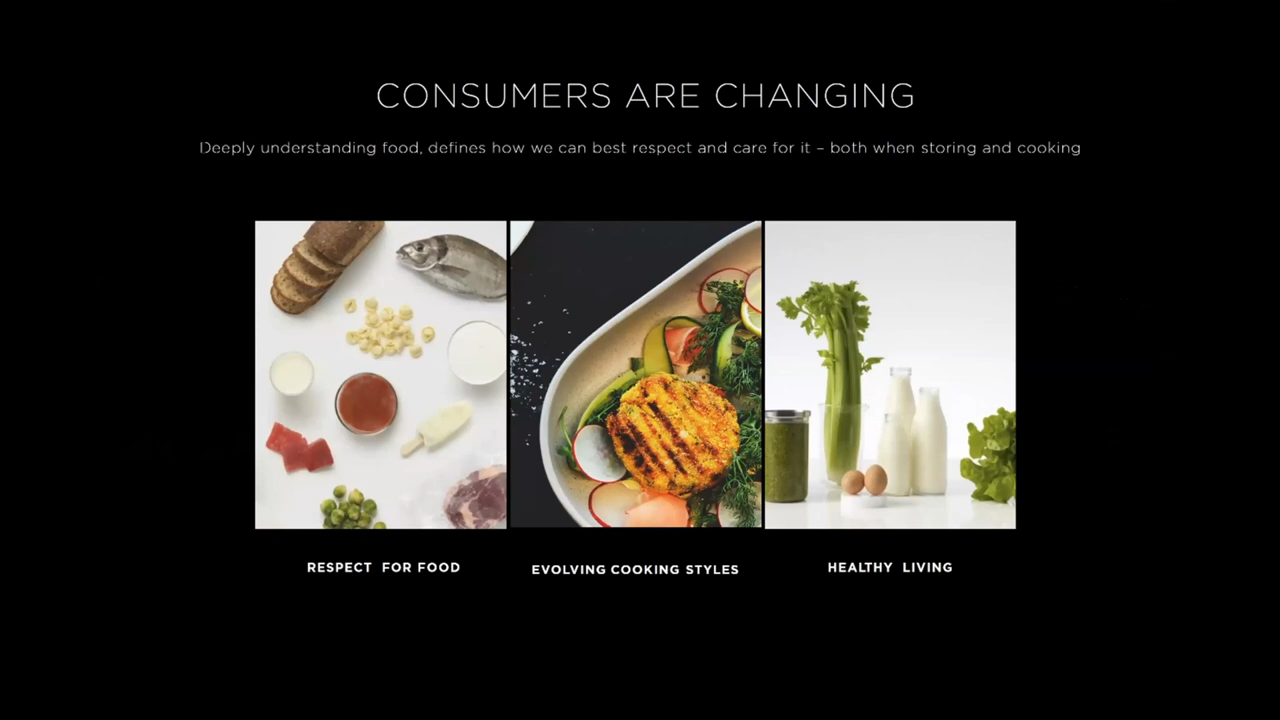 CONSUMERS ARE CHANGING
Deeply understanding food, defines how we can best respect and care for it – both when storing and cooking
RESPECT FOR FOOD
EVOLVING COOKING STYLES
HEALTHY LIVING